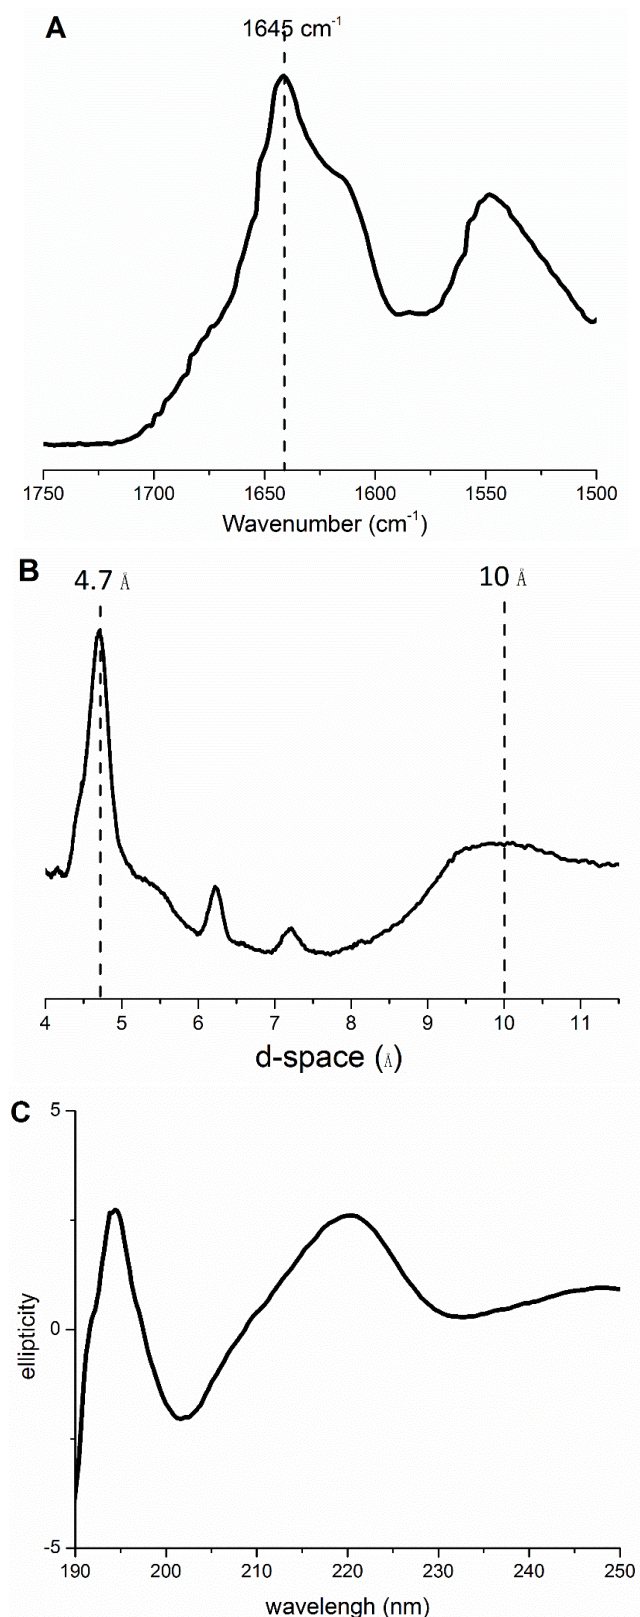 A
1645 cm⁻¹
1750 1700 1650 1600 1550 1500
Wavenumber (cm⁻¹)
B
4.7 Å 10 Å
4 5 6 7 8 9 10 11
d-space (Å)
C
5
0
-5
ellipticity
190 200 210 220 230 240 250
wavelengh (nm)